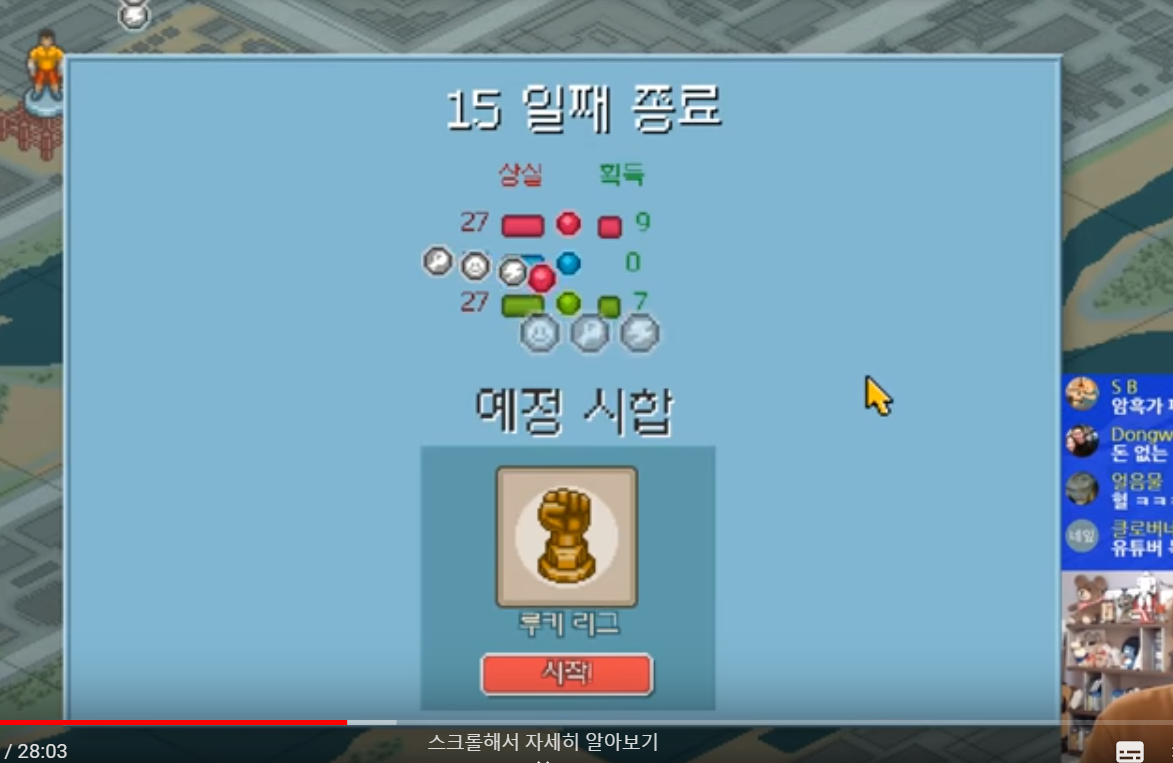 15 일째 종료
상실 획득
27 9
0
27 7
예정 시합
루키 리그
시작!
S B
암흑가
Dongw
돈 없는
얼음물
헐 ㅋㅋ
네잎
클로버
유튜버
/ 28:03
스크롤해서 자세히 알아보기